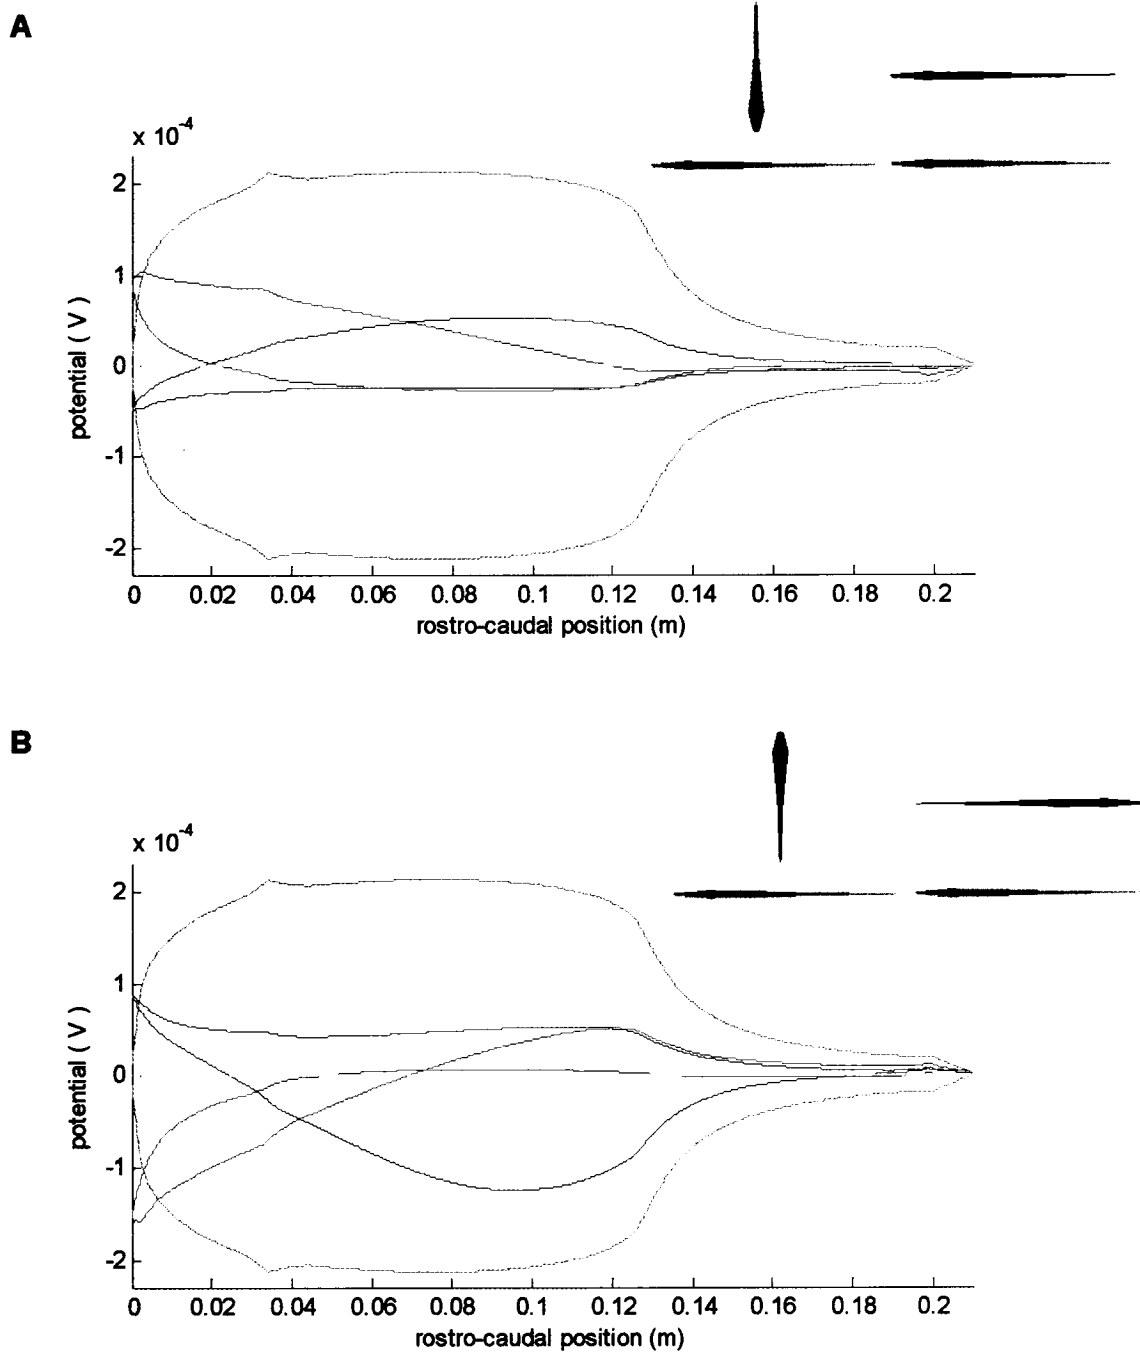 A
x 10-4
2
1
0
-1
-2
potential ( V )
0 0.02 0.04 0.06 0.08 0.1 0.12 0.14 0.16 0.18 0.2
rostro-caudal position (m)
B
x 10-4
2
1
0
-1
-2
potential ( V )
0 0.02 0.04 0.06 0.08 0.1 0.12 0.14 0.16 0.18 0.2
rostro-caudal position (m)